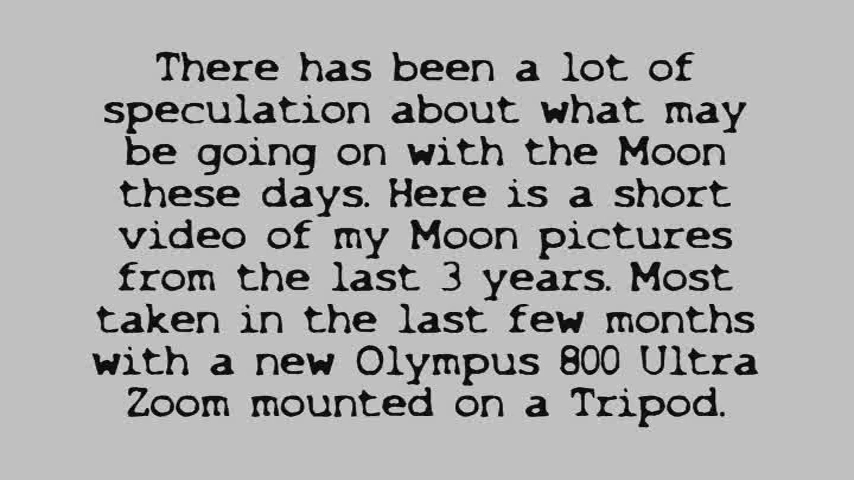 There has been a lot of
speculation about what may
be going on with the Moon
these days. Here is a short
video of my Moon pictures
from the last 3 years. Most
taken in the last few months
with a new Olympus 800 Ultra
Zoom mounted on a Tripod.